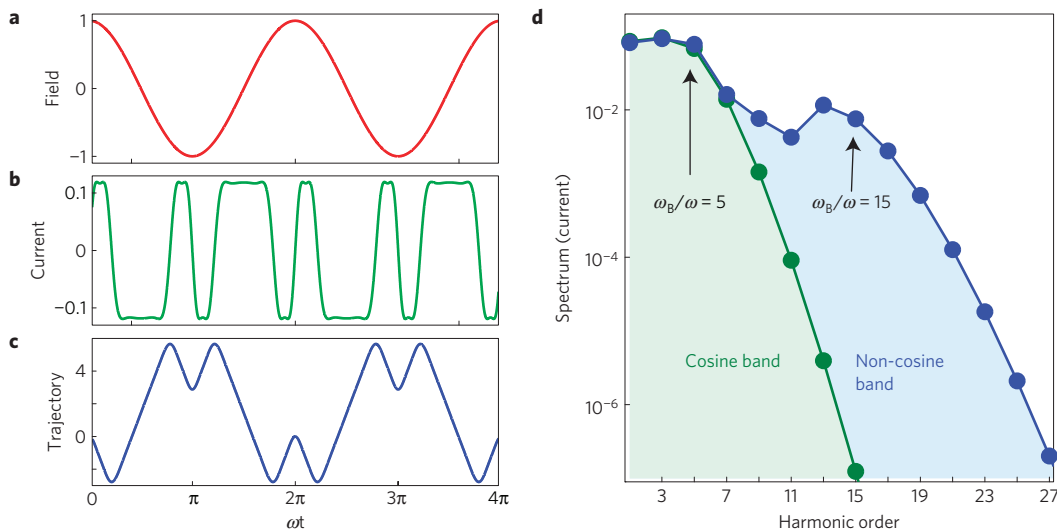 a
1
0
−1
Field
b
0.1
0
−0.1
Current
c
4
0
Trajectory
0
π
2π
3π
4π
ωt
d
10⁻²
10⁻⁴
10⁻⁶
Spectrum (current)
ω_B/ω = 5
ω_B/ω = 15
Cosine band
Non-cosine
band
3
7
11
15
19
23
27
Harmonic order